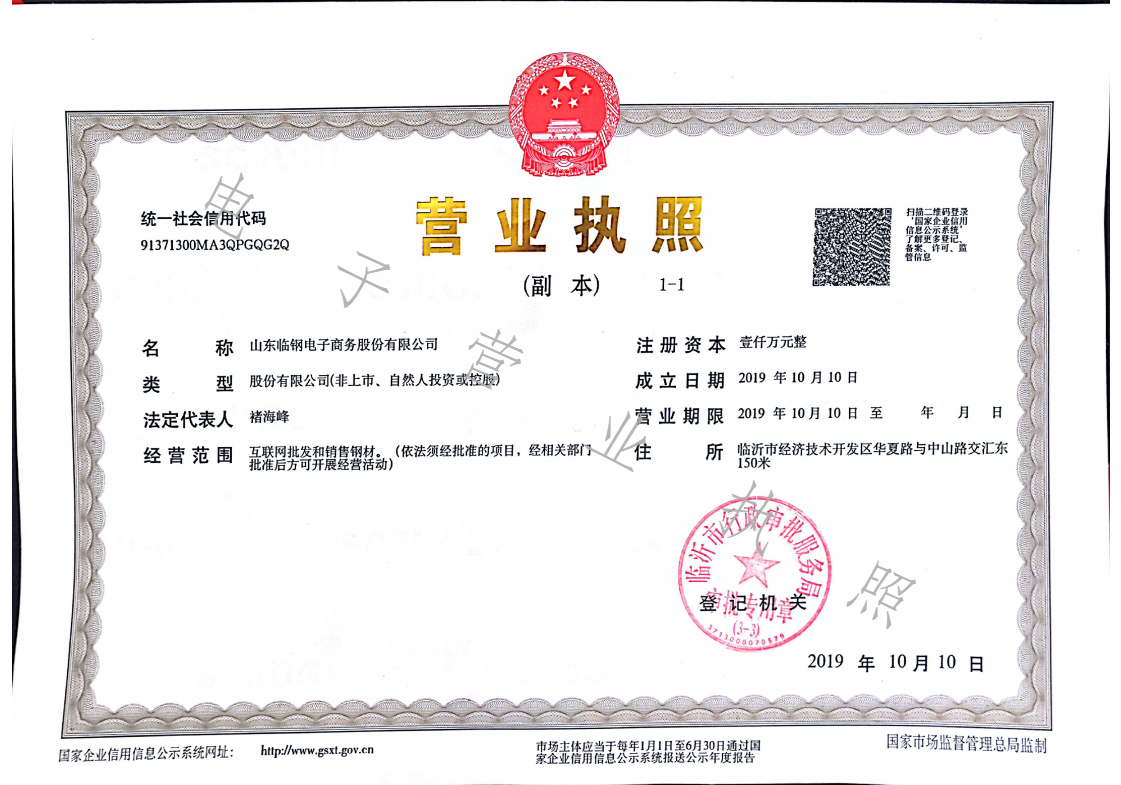 统一社会信用代码
91371300MA3QPGQG2Q
营业执照
(副 本) 1-1
扫描二维码登录
'国家企业信用
信息公示系统'
了解更多登记、
备案、许可、监
管信息
名 称 山东临钢电子商务股份有限公司
类 型 股份有限公司(非上市、自然人投资或控股)
法定代表人 褚海峰
经营范围 互联网批发和销售钢材。(依法须经批准的项目，经相关部门
批准后方可开展经营活动)
注册资本 壹仟万元整
成立日期 2019 年 10 月 10 日
营业期限 2019 年 10 月 10 日 至 年 月 日
住 所 临沂市经济技术开发区华夏路与中山路交汇东
150米
临沂市行政审批服务局
审批专用章
(3-3)
3713000070579
登记机关
2019 年 10 月 10 日
电子营业执照
国家企业信用信息公示系统网址： http://www.gsxt.gov.cn
市场主体应当于每年1月1日至6月30日通过国
家企业信用信息公示系统报送公示年度报告
国家市场监督管理总局监制